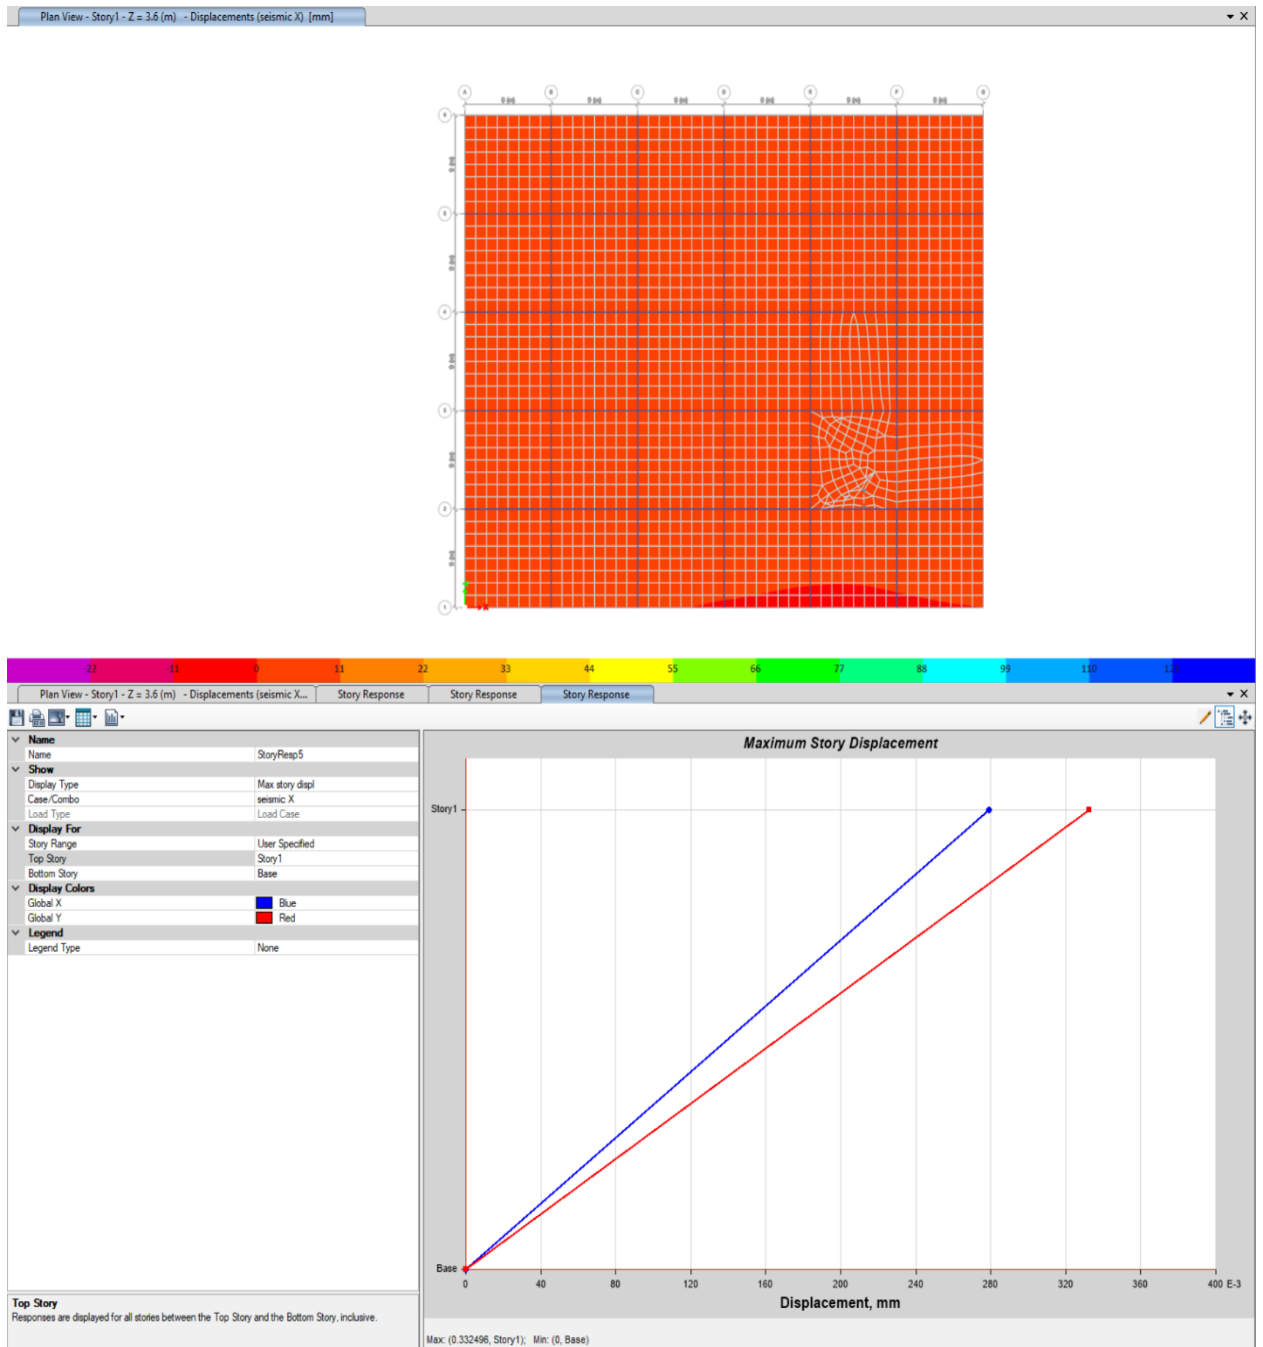 Plan View - Story1 - Z = 3.6 (m) - Displacements (seismic X) [mm]
A
F
6
5
4
3
2
1
X
-11 0 11 22 33 44 55 66 77 88 99 110
Plan View - Story1 - Z = 3.6 (m) - Displacements (seismic X... Story Response Story Response Story Response
Name
Name StoryResp5
Show
Display Type Max story displ
Case/Combo seismic X
Load Type Load Case
Display For
Story Range User Specified
Top Story Story1
Bottom Story Base
Display Colors
Global X Blue
Global Y Red
Legend
Legend Type None
Maximum Story Displacement
Story1
Base
0 40 80 120 160 200 240 280 320 360 400 E-3
Displacement, mm
Top Story
Responses are displayed for all stories between the Top Story and the Bottom Story, inclusive.
Max: (0.332496, Story1); Min: (0, Base)